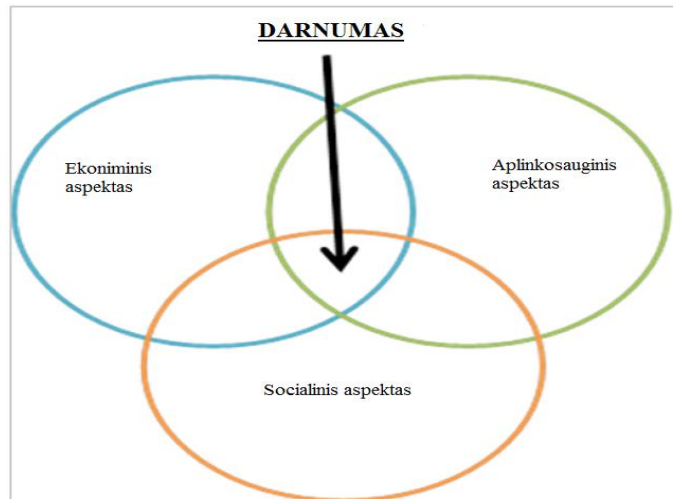 DARNUMAS
Ekoniminis
aspektas
Aplinkosauginis
aspektas
Socialinis aspektas